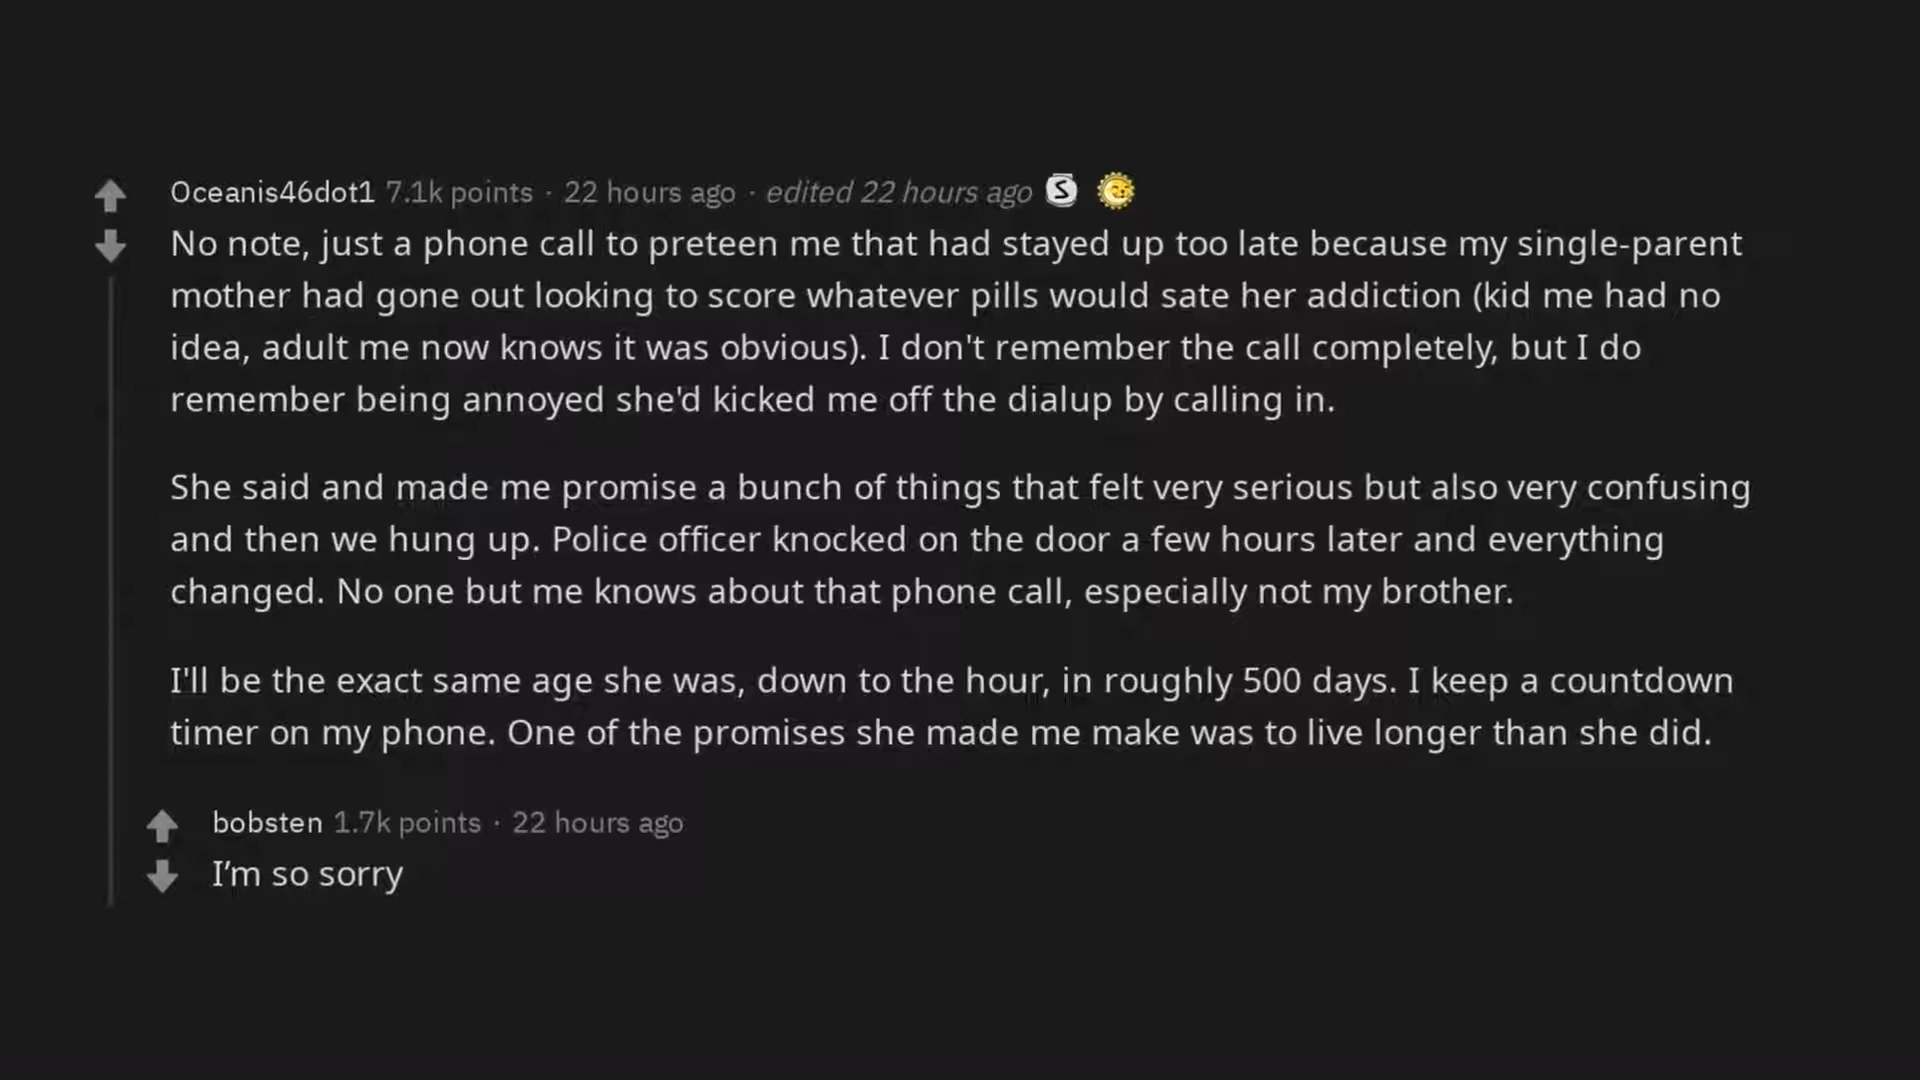 Oceanis46dot1 7.1k points · 22 hours ago · edited 22 hours ago S
No note, just a phone call to preteen me that had stayed up too late because my single-parent
mother had gone out looking to score whatever pills would sate her addiction (kid me had no
idea, adult me now knows it was obvious). I don't remember the call completely, but I do
remember being annoyed she'd kicked me off the dialup by calling in.
She said and made me promise a bunch of things that felt very serious but also very confusing
and then we hung up. Police officer knocked on the door a few hours later and everything
changed. No one but me knows about that phone call, especially not my brother.
I'll be the exact same age she was, down to the hour, in roughly 500 days. I keep a countdown
timer on my phone. One of the promises she made me make was to live longer than she did.
bobsten 1.7k points · 22 hours ago
I’m so sorry